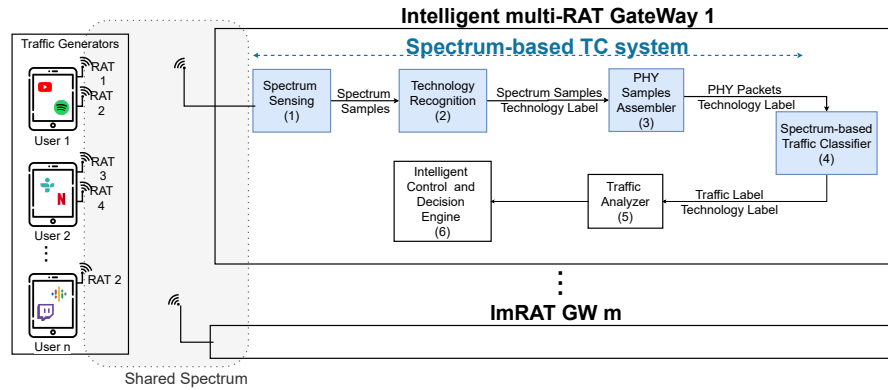 Intelligent multi-RAT GateWay 1
Traffic Generators
Spectrum-based TC system
RAT
1
RAT
2
User 1
Spectrum
Sensing
(1)
Spectrum
Samples
Technology
Recognition
(2)
Spectrum Samples
Technology Label
PHY
Samples
Assembler
(3)
PHY Packets
Technology Label
Spectrum-based
Traffic Classifier
(4)
RAT
3
RAT
4
N
User 2
Intelligent
Control and
Decision
Engine
(6)
Traffic
Analyzer
(5)
Traffic Label
Technology Label
RAT 2
User n
ImRAT GW m
Shared Spectrum